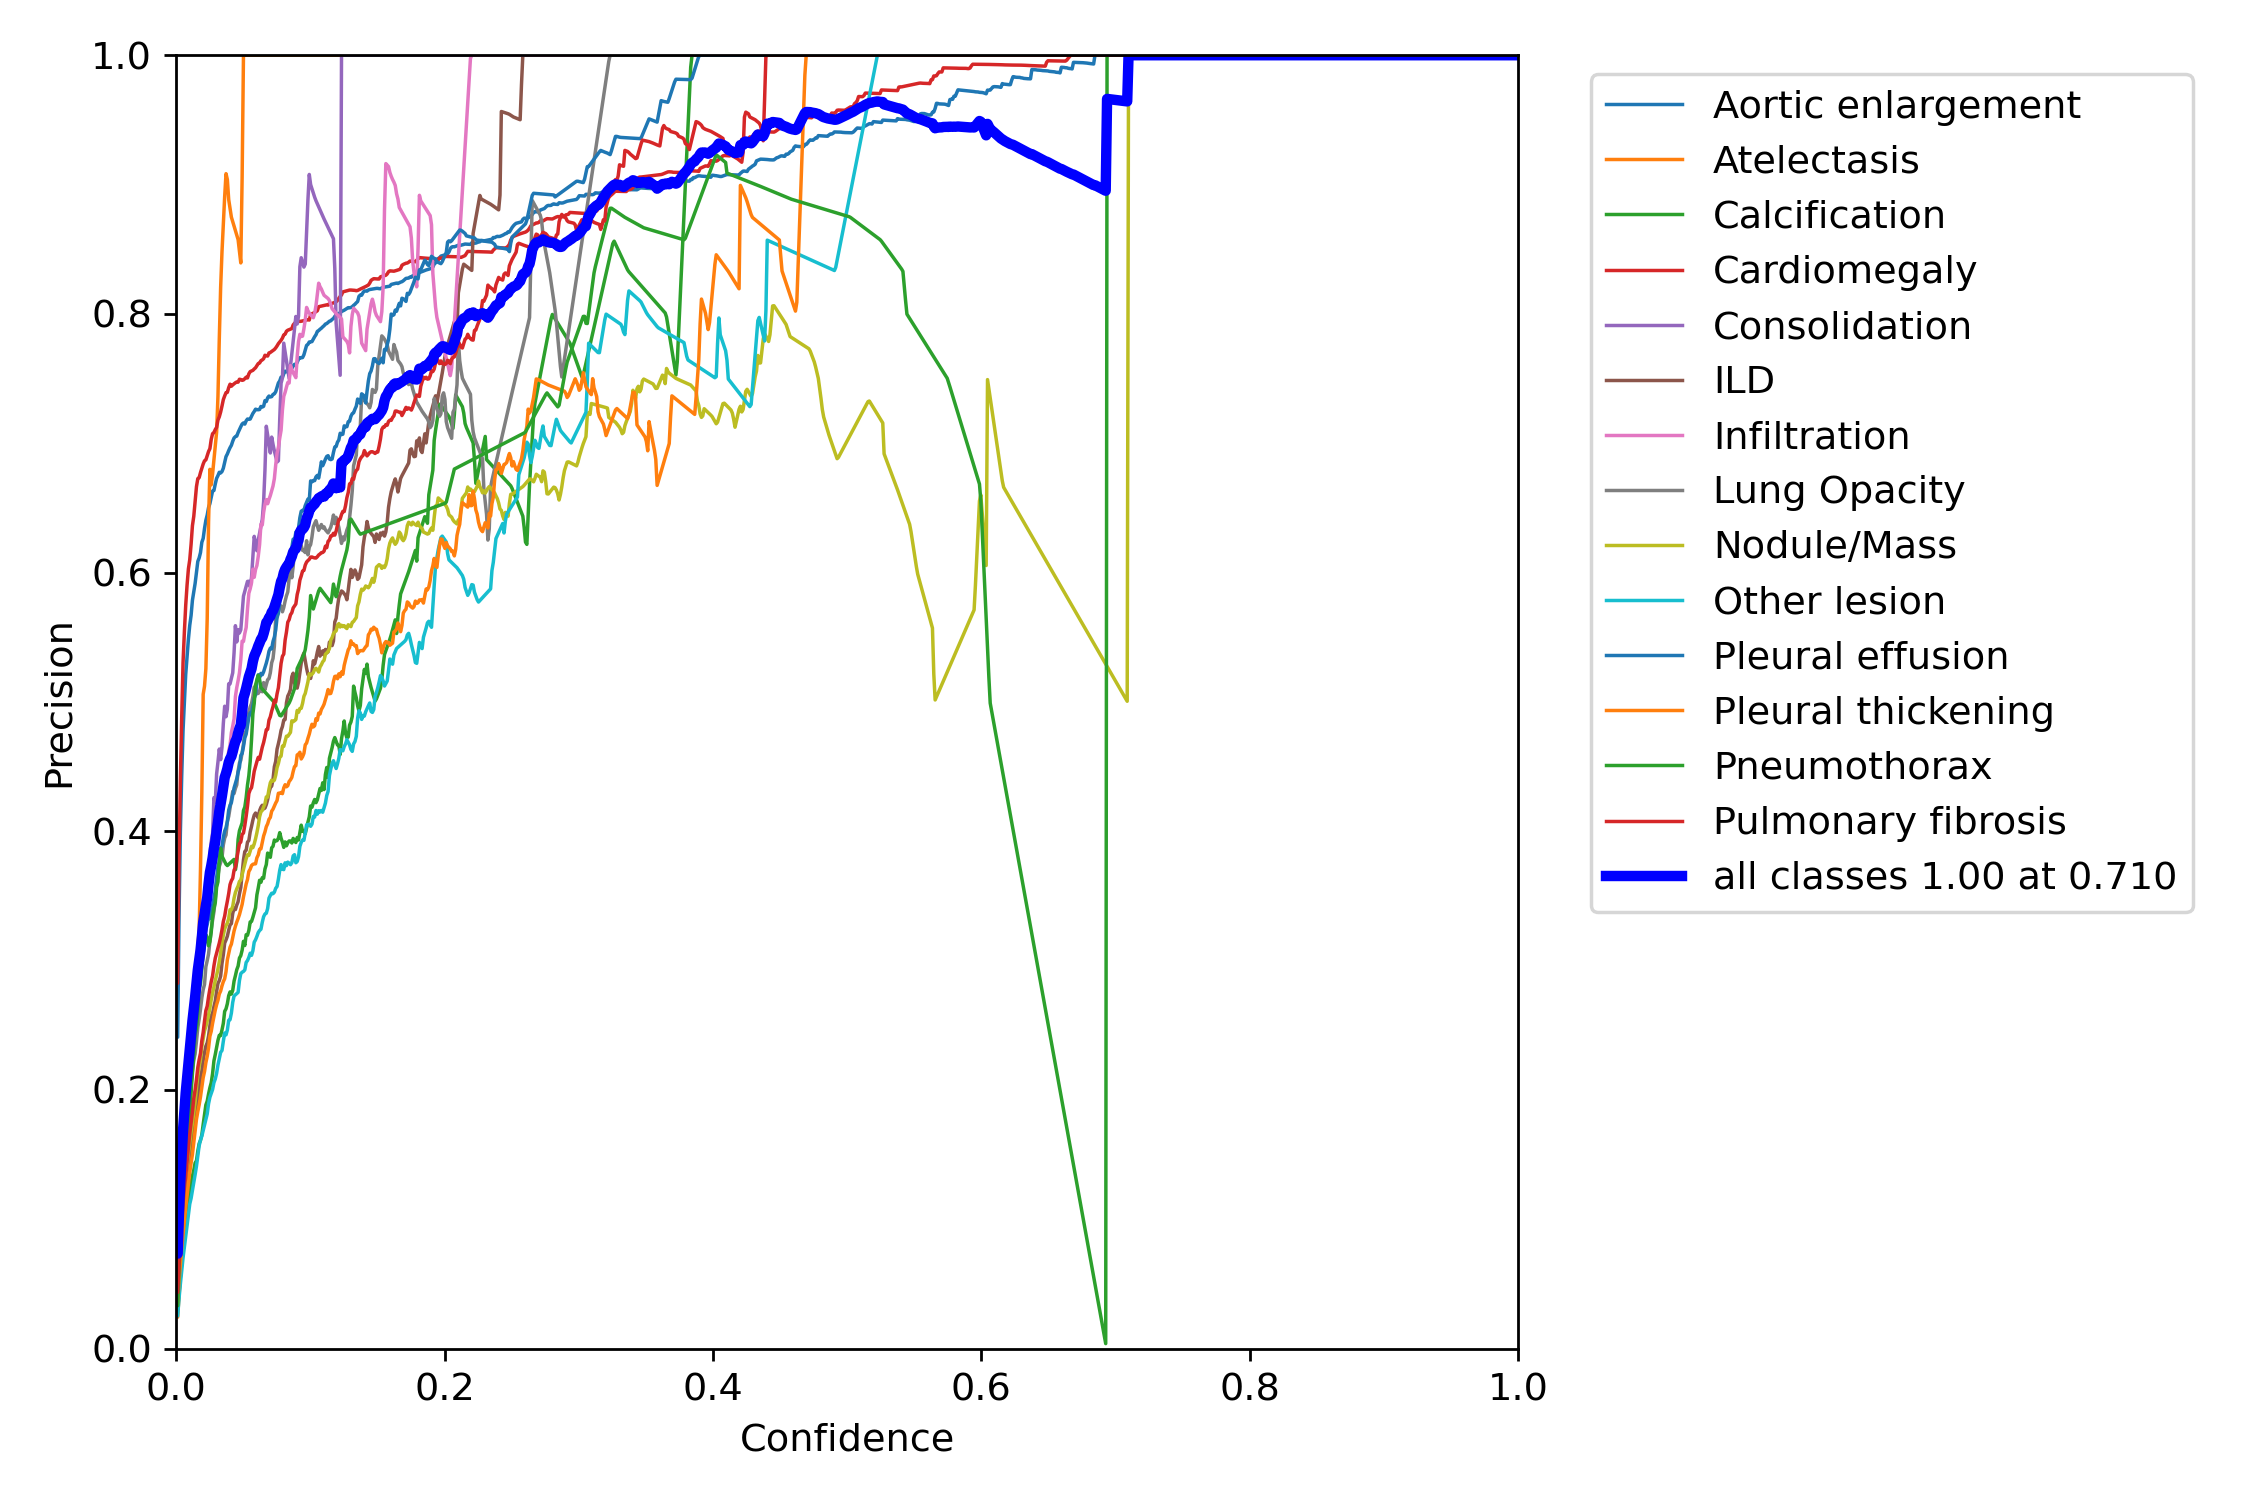 1.0
0.8
0.6
0.4
0.2
0.0
Precision
0.0 0.2 0.4 0.6 0.8 1.0
Confidence
Aortic enlargement
Atelectasis
Calcification
Cardiomegaly
Consolidation
ILD
Infiltration
Lung Opacity
Nodule/Mass
Other lesion
Pleural effusion
Pleural thickening
Pneumothorax
Pulmonary fibrosis
all classes 1.00 at 0.710